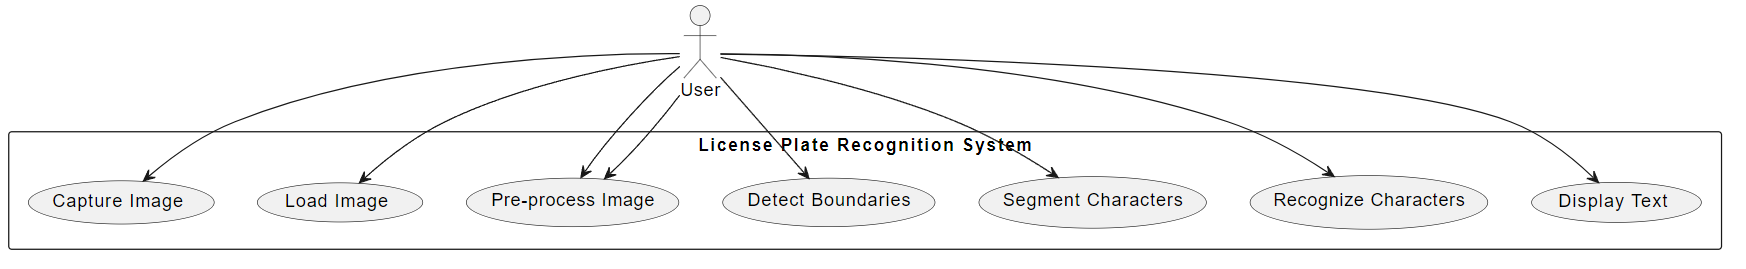 User
License Plate Recognition System
Capture Image
Load Image
Pre-process Image
Detect Boundaries
Segment Characters
Recognize Characters
Display Text